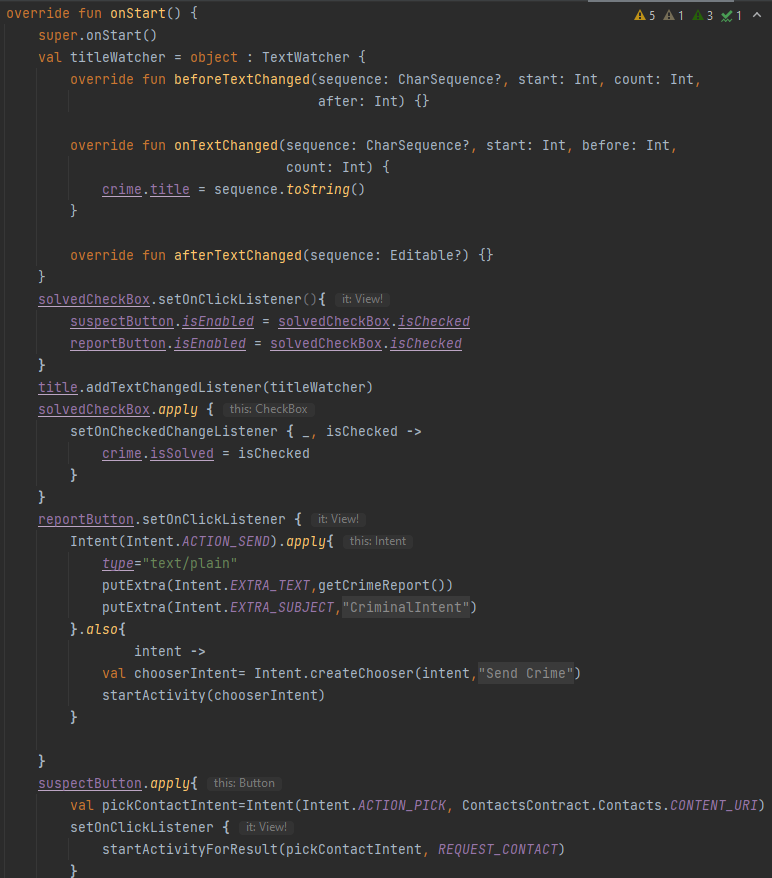 override fun onStart() {
5 1 3 1
super.onStart()
val titleWatcher = object : TextWatcher {
override fun beforeTextChanged(sequence: CharSequence?, start: Int, count: Int,
after: Int) {}
override fun onTextChanged(sequence: CharSequence?, start: Int, before: Int,
count: Int) {
crime.title = sequence.toString()
}
override fun afterTextChanged(sequence: Editable?) {}
}
solvedCheckBox.setOnClickListener(){ it: View!
suspectButton.isEnabled = solvedCheckBox.isChecked
reportButton.isEnabled = solvedCheckBox.isChecked
}
title.addTextChangedListener(titleWatcher)
solvedCheckBox.apply { this: CheckBox
setOnCheckedChangeListener { _, isChecked ->
crime.isSolved = isChecked
}
}
reportButton.setOnClickListener { it: View!
Intent(Intent.ACTION_SEND).apply{ this: Intent
type="text/plain"
putExtra(Intent.EXTRA_TEXT,getCrimeReport())
putExtra(Intent.EXTRA_SUBJECT,"CriminalIntent")
}.also{
intent ->
val chooserIntent= Intent.createChooser(intent,"Send Crime")
startActivity(chooserIntent)
}
}
suspectButton.apply{ this: Button
val pickContactIntent=Intent(Intent.ACTION_PICK, ContactsContract.Contacts.CONTENT_URI)
setOnClickListener { it: View!
startActivityForResult(pickContactIntent, REQUEST_CONTACT)
}